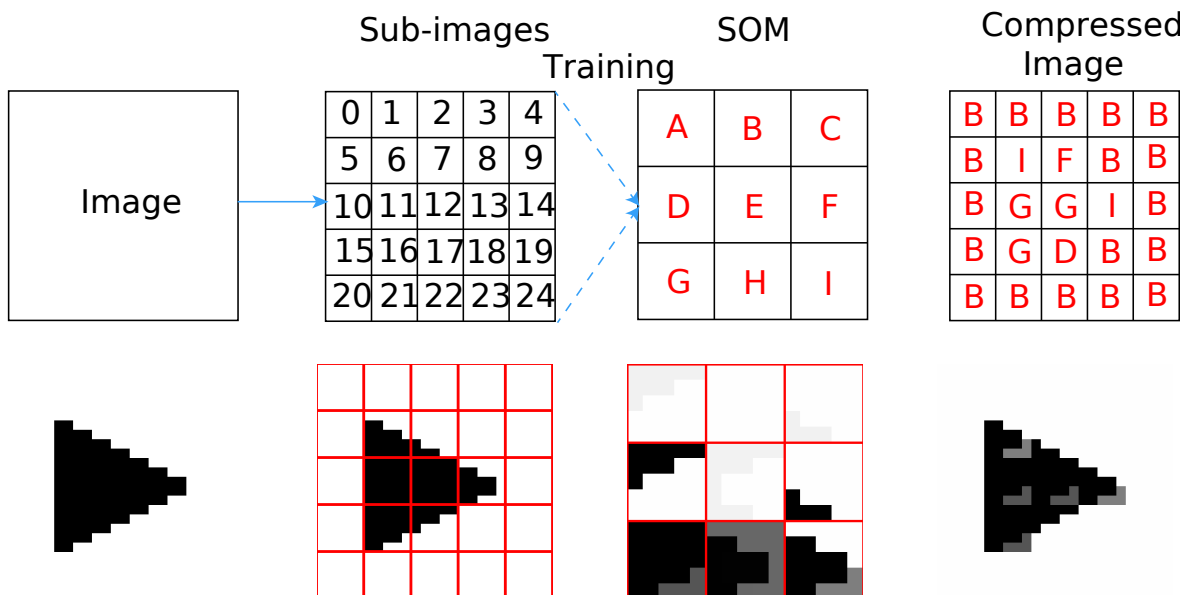 Sub-images
SOM
Compressed
Image
Training
Image
0 1 2 3 4
5 6 7 8 9
10 11 12 13 14
15 16 17 18 19
20 21 22 23 24
A B C
D E F
G H I
B B B B B
B I F B B
B G G I B
B G D B B
B B B B B